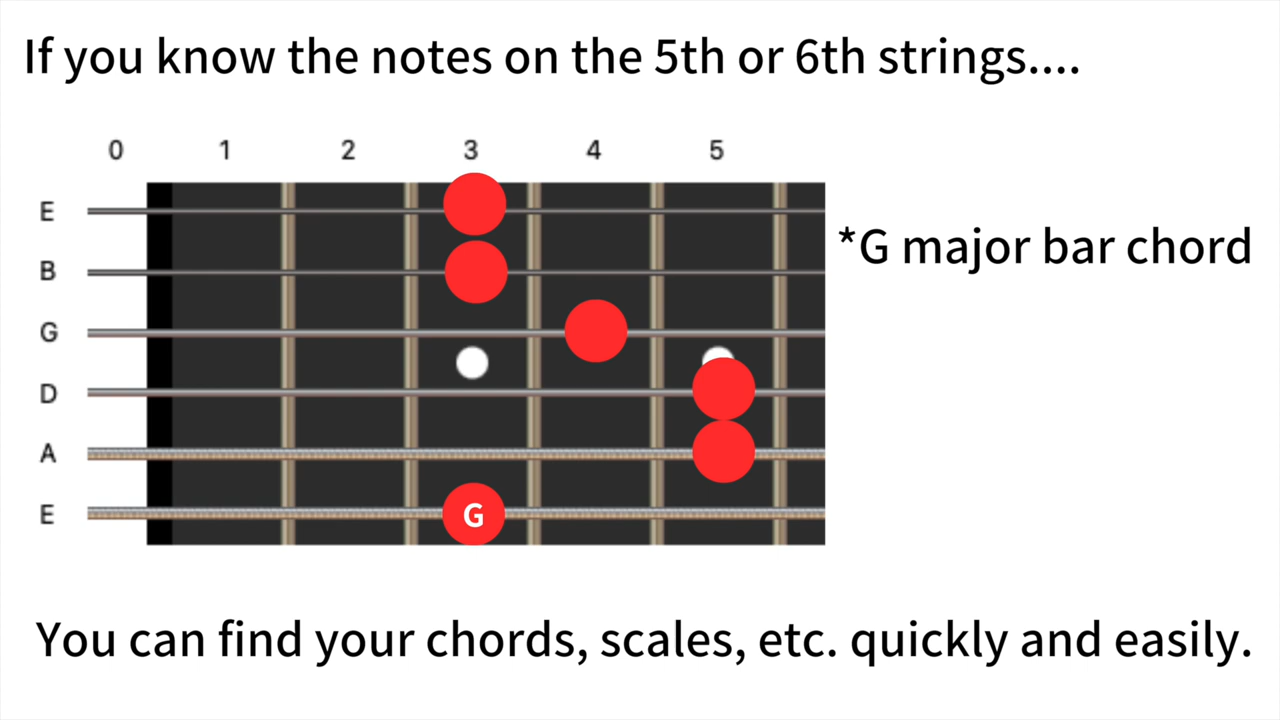 If you know the notes on the 5th or 6th strings....
0 1 2 3 4 5
E
B
*G major bar chord
G
D
A
E G
You can find your chords, scales, etc. quickly and easily.